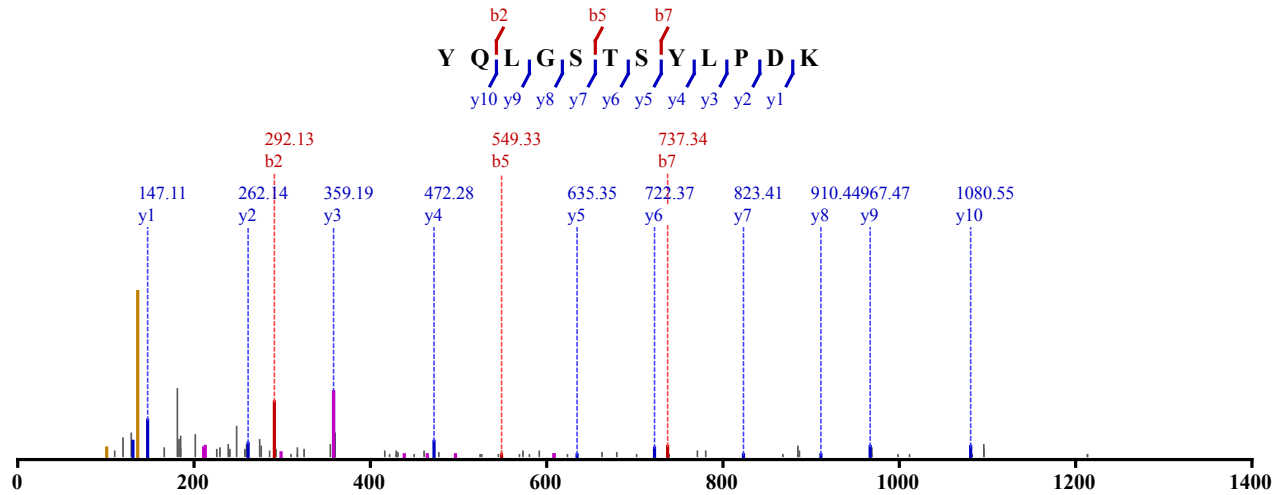 b2 b5 b7
Y Q L G S T S Y L P D K
y10 y9 y8 y7 y6 y5 y4 y3 y2 y1
292.13 549.33 737.34
b2 b5 b7
147.11 262.14 359.19 472.28 635.35 722.37 823.41 910.44 967.47 1080.55
y1 y2 y3 y4 y5 y6 y7 y8 y9 y10
0 200 400 600 800 1000 1200 1400